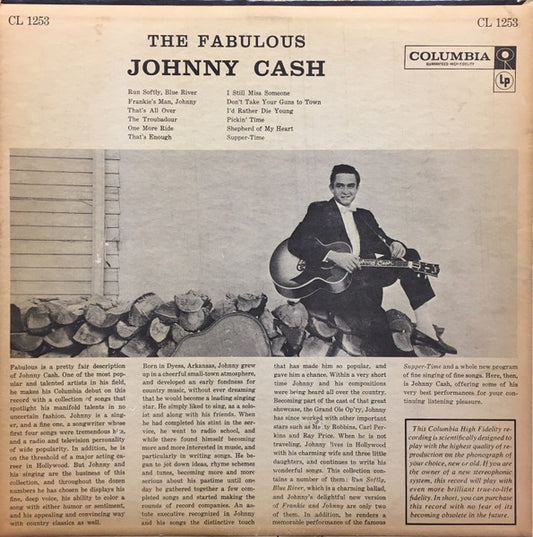 CL 1253
CL 1253
THE FABULOUS
JOHNNY CASH
COLUMBIA
GUARANTEED HIGH FIDELITY
Lp
Run Softly, Blue River
Frankie's Man, Johnny
That's All Over
The Troubadour
One More Ride
That's Enough
I Still Miss Someone
Don't Take Your Guns to Town
I'd Rather Die Young
Pickin' Time
Shepherd of My Heart
Supper-Time
Fabulous is a pretty fair description
of Johnny Cash. One of the most pop-
ular and talented artists in his field,
he makes his Columbia debut on this
record with a collection of songs that
spotlight his manifold talents in no
uncertain fashion. Johnny is a sing-
er, and a fine one, a songwriter whose
first four songs were tremendous hits,
and a radio and television personality
of wide popularity. In addition, he is
on the threshold of a major acting ca-
reer in Hollywood. But Johnny and
his singing are the business of this
collection, and throughout the dozen
numbers he has chosen he displays his
fine, deep voice, his ability to color a
song with either humor or sentiment,
and his appealing and convincing way
with country classics as well.
Born in Dyess, Arkansas, Johnny grew
up in a cheerful small-town atmosphere,
and developed an early fondness for
country music, without ever dreaming
that he would become a leading singing
star. He simply liked to sing, as a solo-
ist and along with his friends. When
he had completed his stint in the ser-
vice, he went to radio school, and
while there found himself becoming
more and more interested in music, and
particularly in writing songs. He be-
gan to jot down ideas, rhyme schemes
and tunes, becoming more and more
serious about his pastime until one
day he gathered together a few com-
pleted songs and started making the
rounds of record companies. An as-
tute executive recognized in Johnny
and his songs the distinctive touch
that has made him so popular, and
gave him a chance. Within a very short
time Johnny and his compositions
were being heard all over the country.
Becoming part of the cast of that great
showcase, the Grand Ole Op'ry, Johnny
has since worked with other important
stars such as Marty Robbins, Carl Per-
kins and Ray Price. When he is not
traveling, Johnny lives in Hollywood
with his charming wife and three little
daughters, and continues to write his
wonderful songs. This collection con-
tains a number of them: Run Softly,
Blue River, which is a charming ballad,
and Johnny's delightful new version
of Frankie and Johnny are only two
of them. In addition, he renders a
memorable performance of the famous
Supper-Time and a whole new program
of fine singing of fine songs. Here, then,
is Johnny Cash, offering some of his
very best performances for your con-
tinuing listening pleasure.
This Columbia High Fidelity re-
cording is scientifically designed to
play with the highest quality of re-
production on the phonograph of
your choice, new or old. If you are
the owner of a new stereophonic
system, this record will play with
even more brilliant true-to-life
fidelity. In short, you can purchase
this record with no fear of its
becoming obsolete in the future.